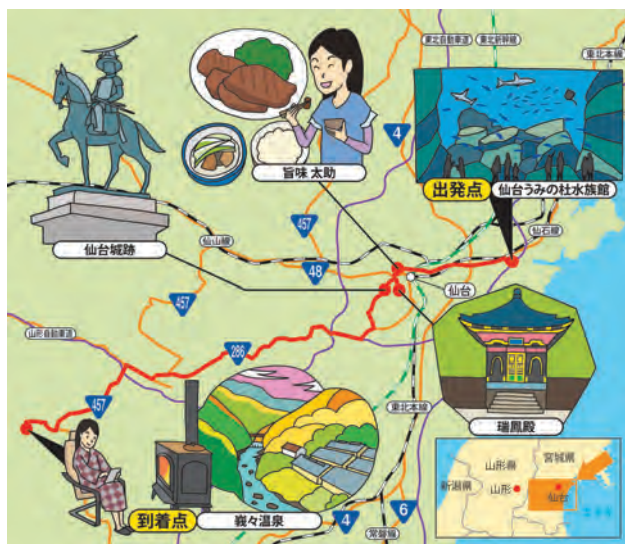 東北自動車道
東北新幹線
東北本線
4
旨味 太助
出発点 仙台うみの杜水族館
457
仙山線
仙石線
仙台城跡
48
仙台
457
山形自動車道
286
457
東北本線
瑞鳳殿
到着点 峩々温泉
4
6
常磐線
山形県
宮城県
新潟県
山形
仙台